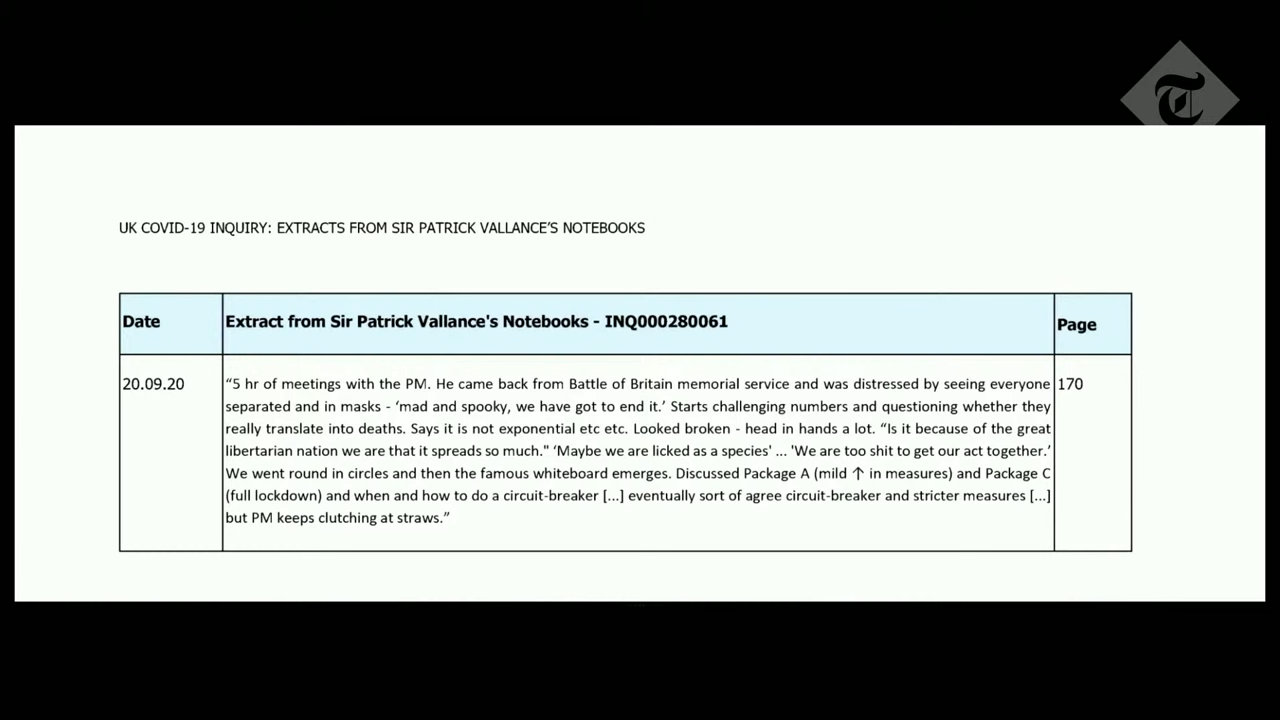 UK COVID-19 INQUIRY: EXTRACTS FROM SIR PATRICK VALLANCE'S NOTEBOOKS
Date
Extract from Sir Patrick Vallance's Notebooks - INQ000280061
Page
20.09.20
“5 hr of meetings with the PM. He came back from Battle of Britain memorial service and was distressed by seeing everyone
separated and in masks - ‘mad and spooky, we have got to end it.’ Starts challenging numbers and questioning whether they
really translate into deaths. Says it is not exponential etc etc. Looked broken - head in hands a lot. “Is it because of the great
libertarian nation we are that it spreads so much." ‘Maybe we are licked as a species' ... 'We are too shit to get our act together.’
We went round in circles and then the famous whiteboard emerges. Discussed Package A (mild ↑ in measures) and Package C
(full lockdown) and when and how to do a circuit-breaker [...] eventually sort of agree circuit-breaker and stricter measures [...]
but PM keeps clutching at straws.”
170